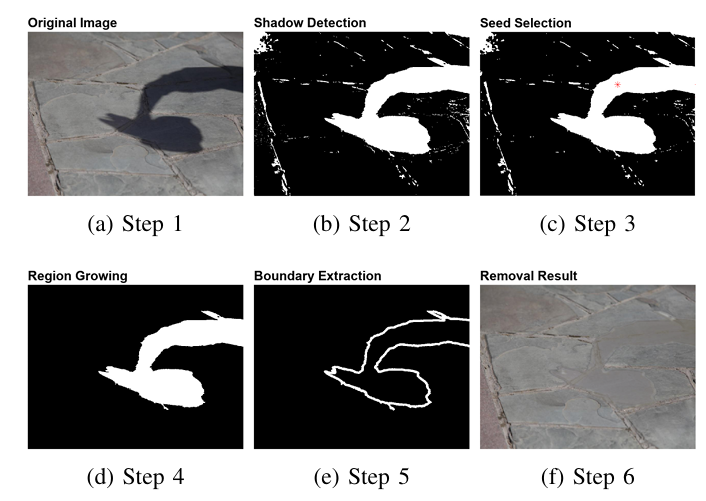 Original Image
Shadow Detection
Seed Selection
(a) Step 1
(b) Step 2
(c) Step 3
Region Growing
Boundary Extraction
Removal Result
(d) Step 4
(e) Step 5
(f) Step 6